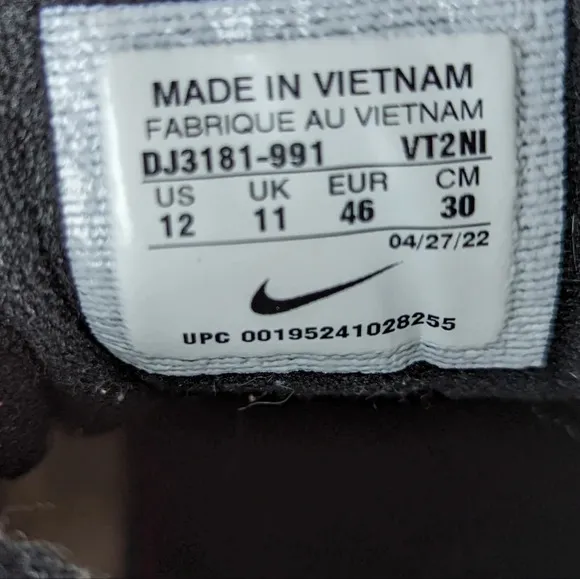 MADE IN VIETNAM
FABRIQUE AU VIETNAM
DJ3181-991 VT2NI
US UK EUR CM
12 11 46 30
04/27/22
UPC 00195241028255